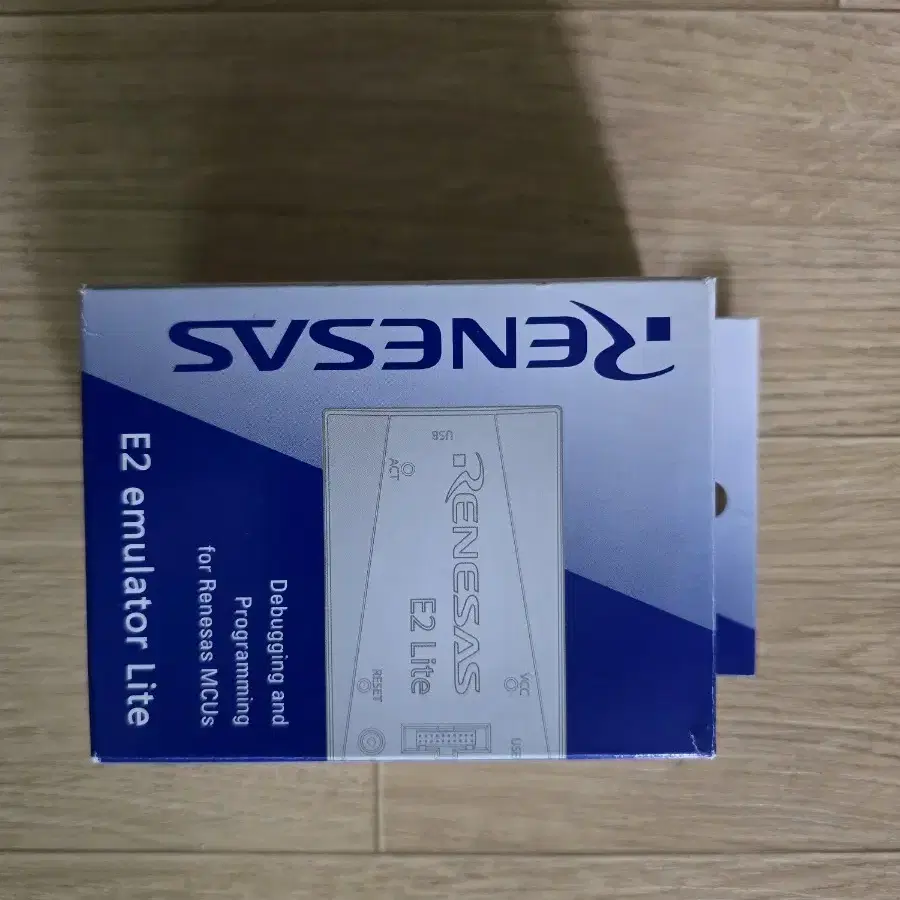 RENESAS
USB
ACT
RENESAS
E2 Lite
RESET
VCC
Debugging and
Programming
for Renesas MCUs
E2 emulator Lite